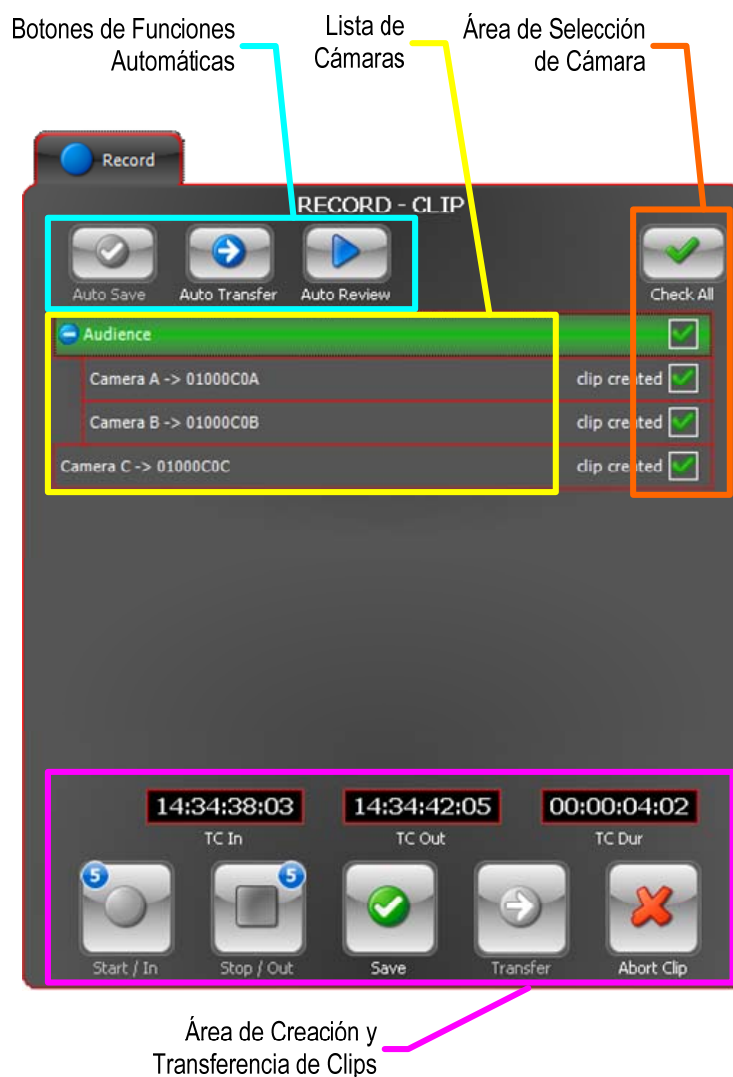 Botones de Funciones
Automáticas
Lista de
Cámaras
Área de Selección
de Cámara
Record
RECORD - CLIP
Auto Save
Auto Transfer
Auto Review
Check All
Audience
Camera A -> 01000C0A
clip created
Camera B -> 01000C0B
clip created
Camera C -> 01000C0C
clip created
14:34:38:03
14:34:42:05
00:00:04:02
TC In
TC Out
TC Dur
5
5
Start / In
Stop / Out
Save
Transfer
Abort Clip
Área de Creación y
Transferencia de Clips